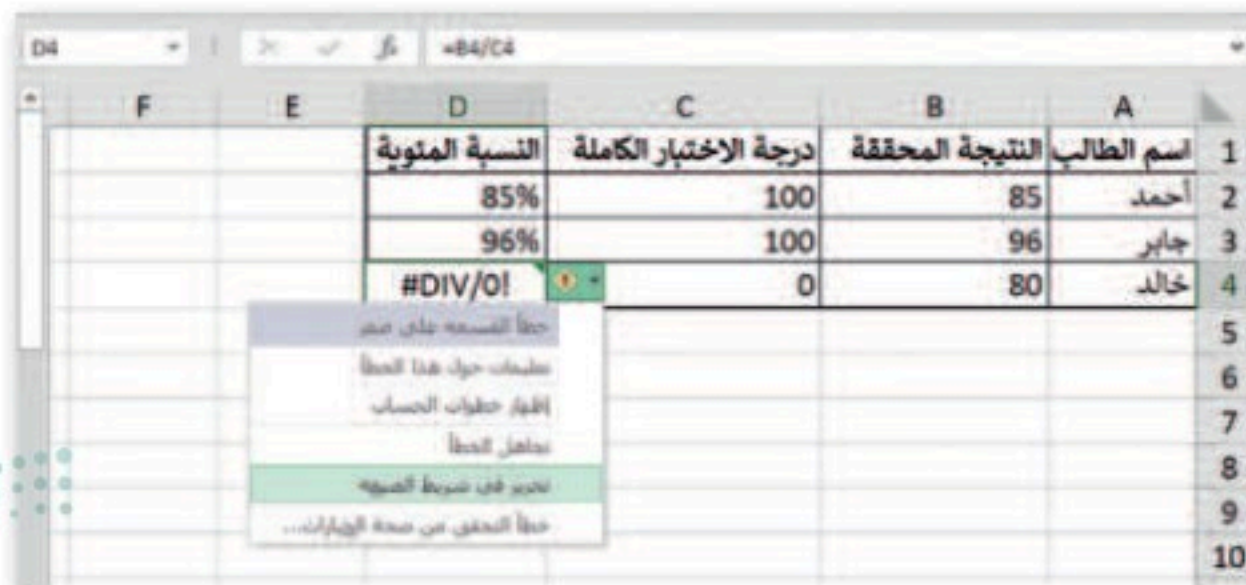 D4 =B4/C4
A B C D E F
1 اسم الطالب النتيجة المحققة درجة الاختبار الكاملة النسبة المئوية
2 أحمد 85 100 85%
3 جابر 96 100 96%
4 خالد 80 0 #DIV/0!
خطأ القسمة على صفر
تعليمات حول هذا الخطأ
إظهار خطوات الحساب
تجاهل الخطأ
تحرير في شريط الصيغة
خطأ التحقق من صحة الخيارات...
5
6
7
8
9
10